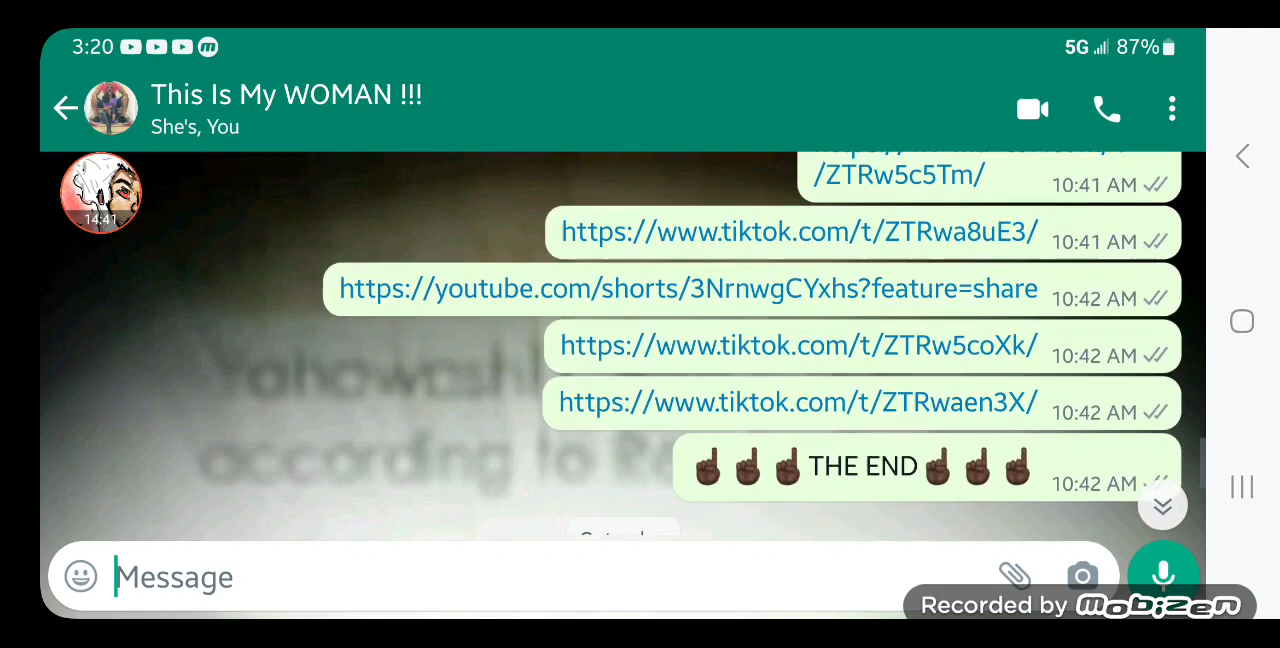 3:20
5G
87%
This Is My WOMAN !!!
She's, You
14:41
/ZTRw5c5Tm/
10:41 AM
https://www.tiktok.com/t/ZTRwa8uE3/
10:41 AM
https://youtube.com/shorts/3NrnwgCYxhs?feature=share
10:42 AM
https://www.tiktok.com/t/ZTRw5coXk/
10:42 AM
https://www.tiktok.com/t/ZTRwaen3X/
10:42 AM
☝🏿☝🏿☝🏿THE END☝🏿☝🏿☝🏿
10:42 AM
according to
Message
Recorded by Mobizen